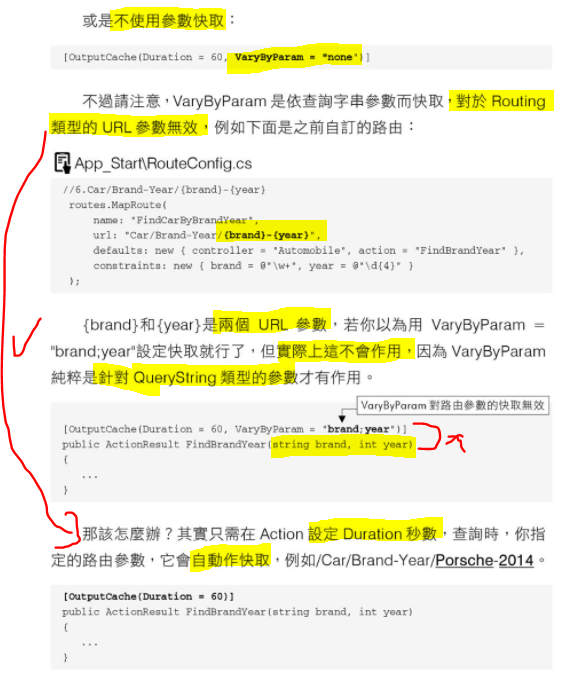 或是不使用參數快取：
[OutputCache(Duration = 60, VaryByParam = "none")]
不過請注意，VaryByParam 是依查詢字串參數而快取，對於 Routing
類型的 URL 參數無效，例如下面是之前自訂的路由：
App_Start\RouteConfig.cs
//6.Car/Brand-Year/{brand}-{year}
routes.MapRoute(
name: "FindCarByBrandYear",
url: "Car/Brand-Year/{brand}-{year}",
defaults: new { controller = "Automobile", action = "FindBrandYear" },
constraints: new { brand = @"\w+", year = @"\d{4}" }
);
{brand}和{year}是兩個 URL 參數，若你以為用 VaryByParam =
"brand;year"設定快取就行了，但實際上這不會作用，因為 VaryByParam
純粹是針對 QueryString 類型的參數才有作用。
VaryByParam 對路由參數的快取無效
[OutputCache(Duration = 60, VaryByParam = "brand;year")]
public ActionResult FindBrandYear(string brand, int year)
{
...
}
那該怎麼辦？其實只需在 Action 設定 Duration 秒數，查詢時，你指
定的路由參數，它會自動作快取，例如/Car/Brand-Year/Porsche-2014。
[OutputCache(Duration = 60)]
public ActionResult FindBrandYear(string brand, int year)
{
...
}